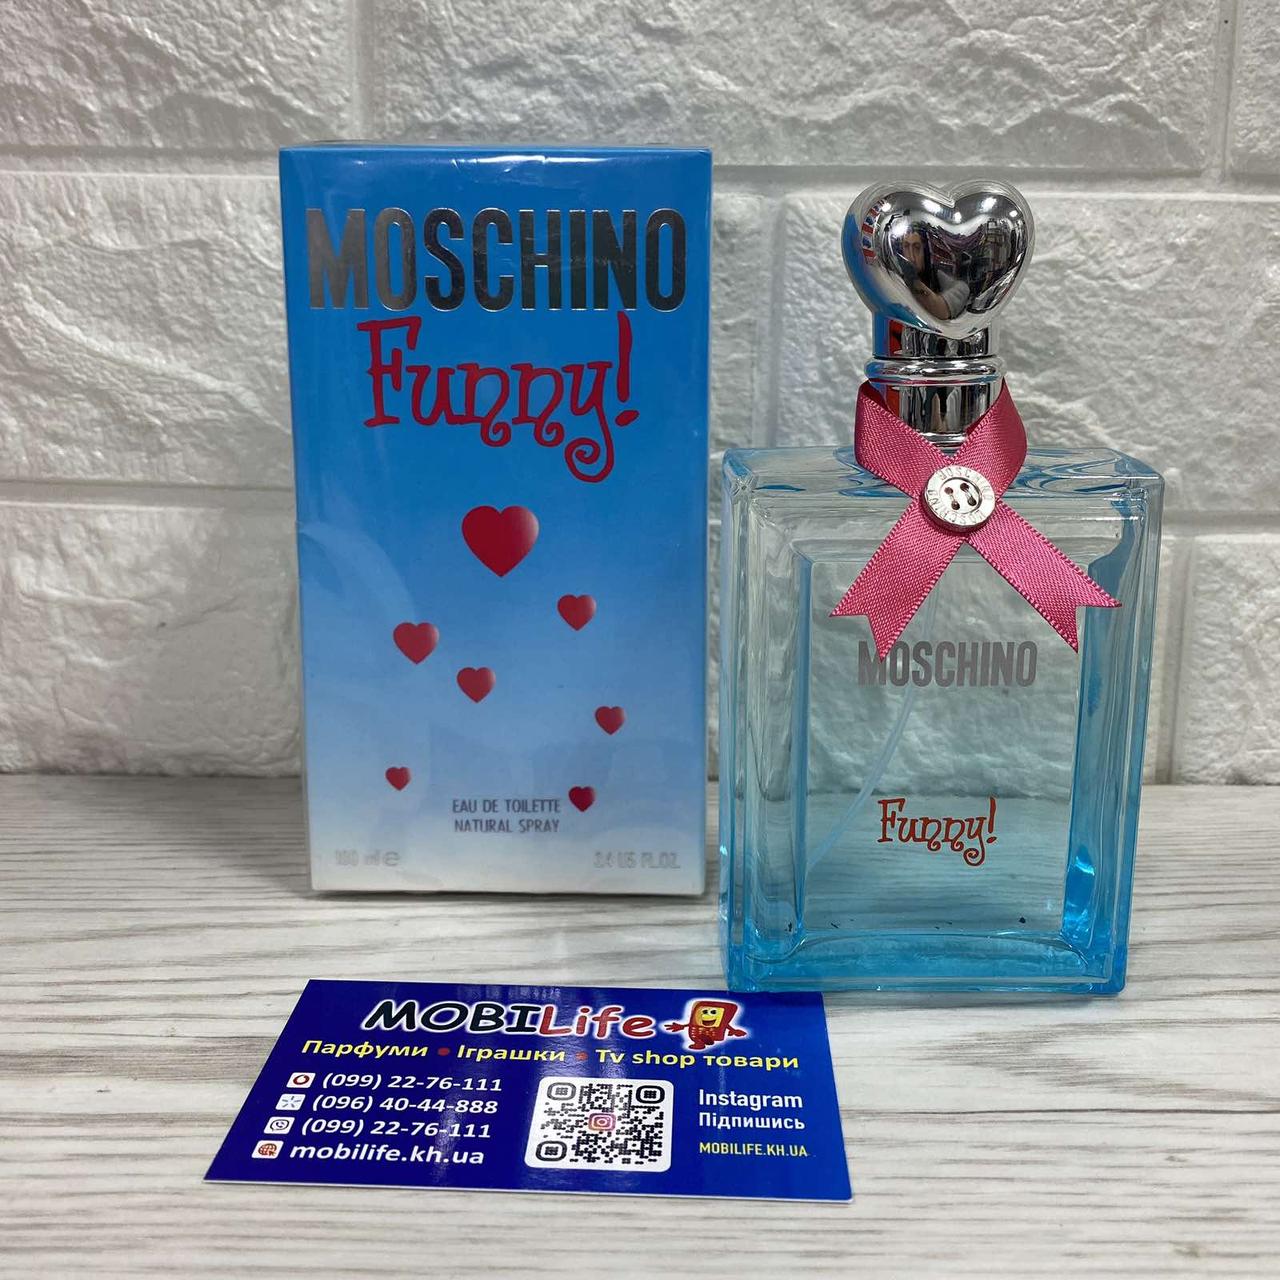 MOSCHINO
Funny!
EAU DE TOILETTE
NATURAL SPRAY
100 ml e 3.4 US FL.OZ.
MOSCHINO
MOSCHINO
Funny!
MOBILife
Парфуми • Іграшки • Tv shop товари
(099) 22-76-111
(096) 40-44-888
(099) 22-76-111
mobilife.kh.ua
Instagram
Підпишись
MOBILIFE.KH.UA